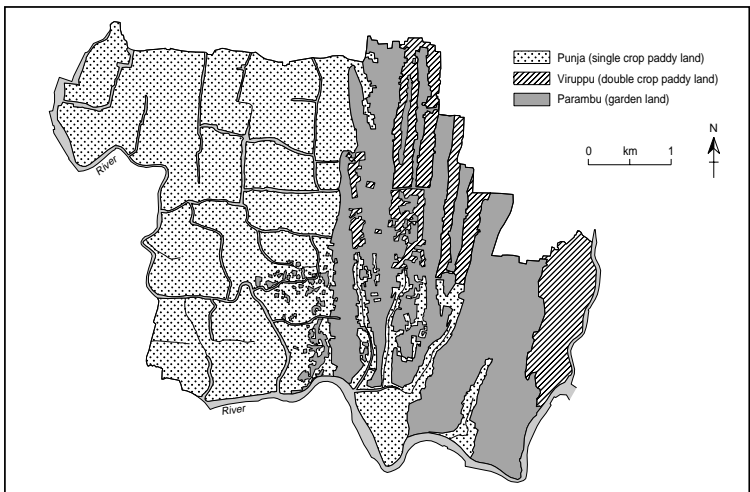 Punja (single crop paddy land)
Viruppu (double crop paddy land)
Parambu (garden land)
N
0 km 1
River
River